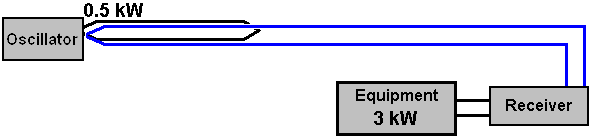 0.5 kW
Oscillator
Equipment
3 kW
Receiver